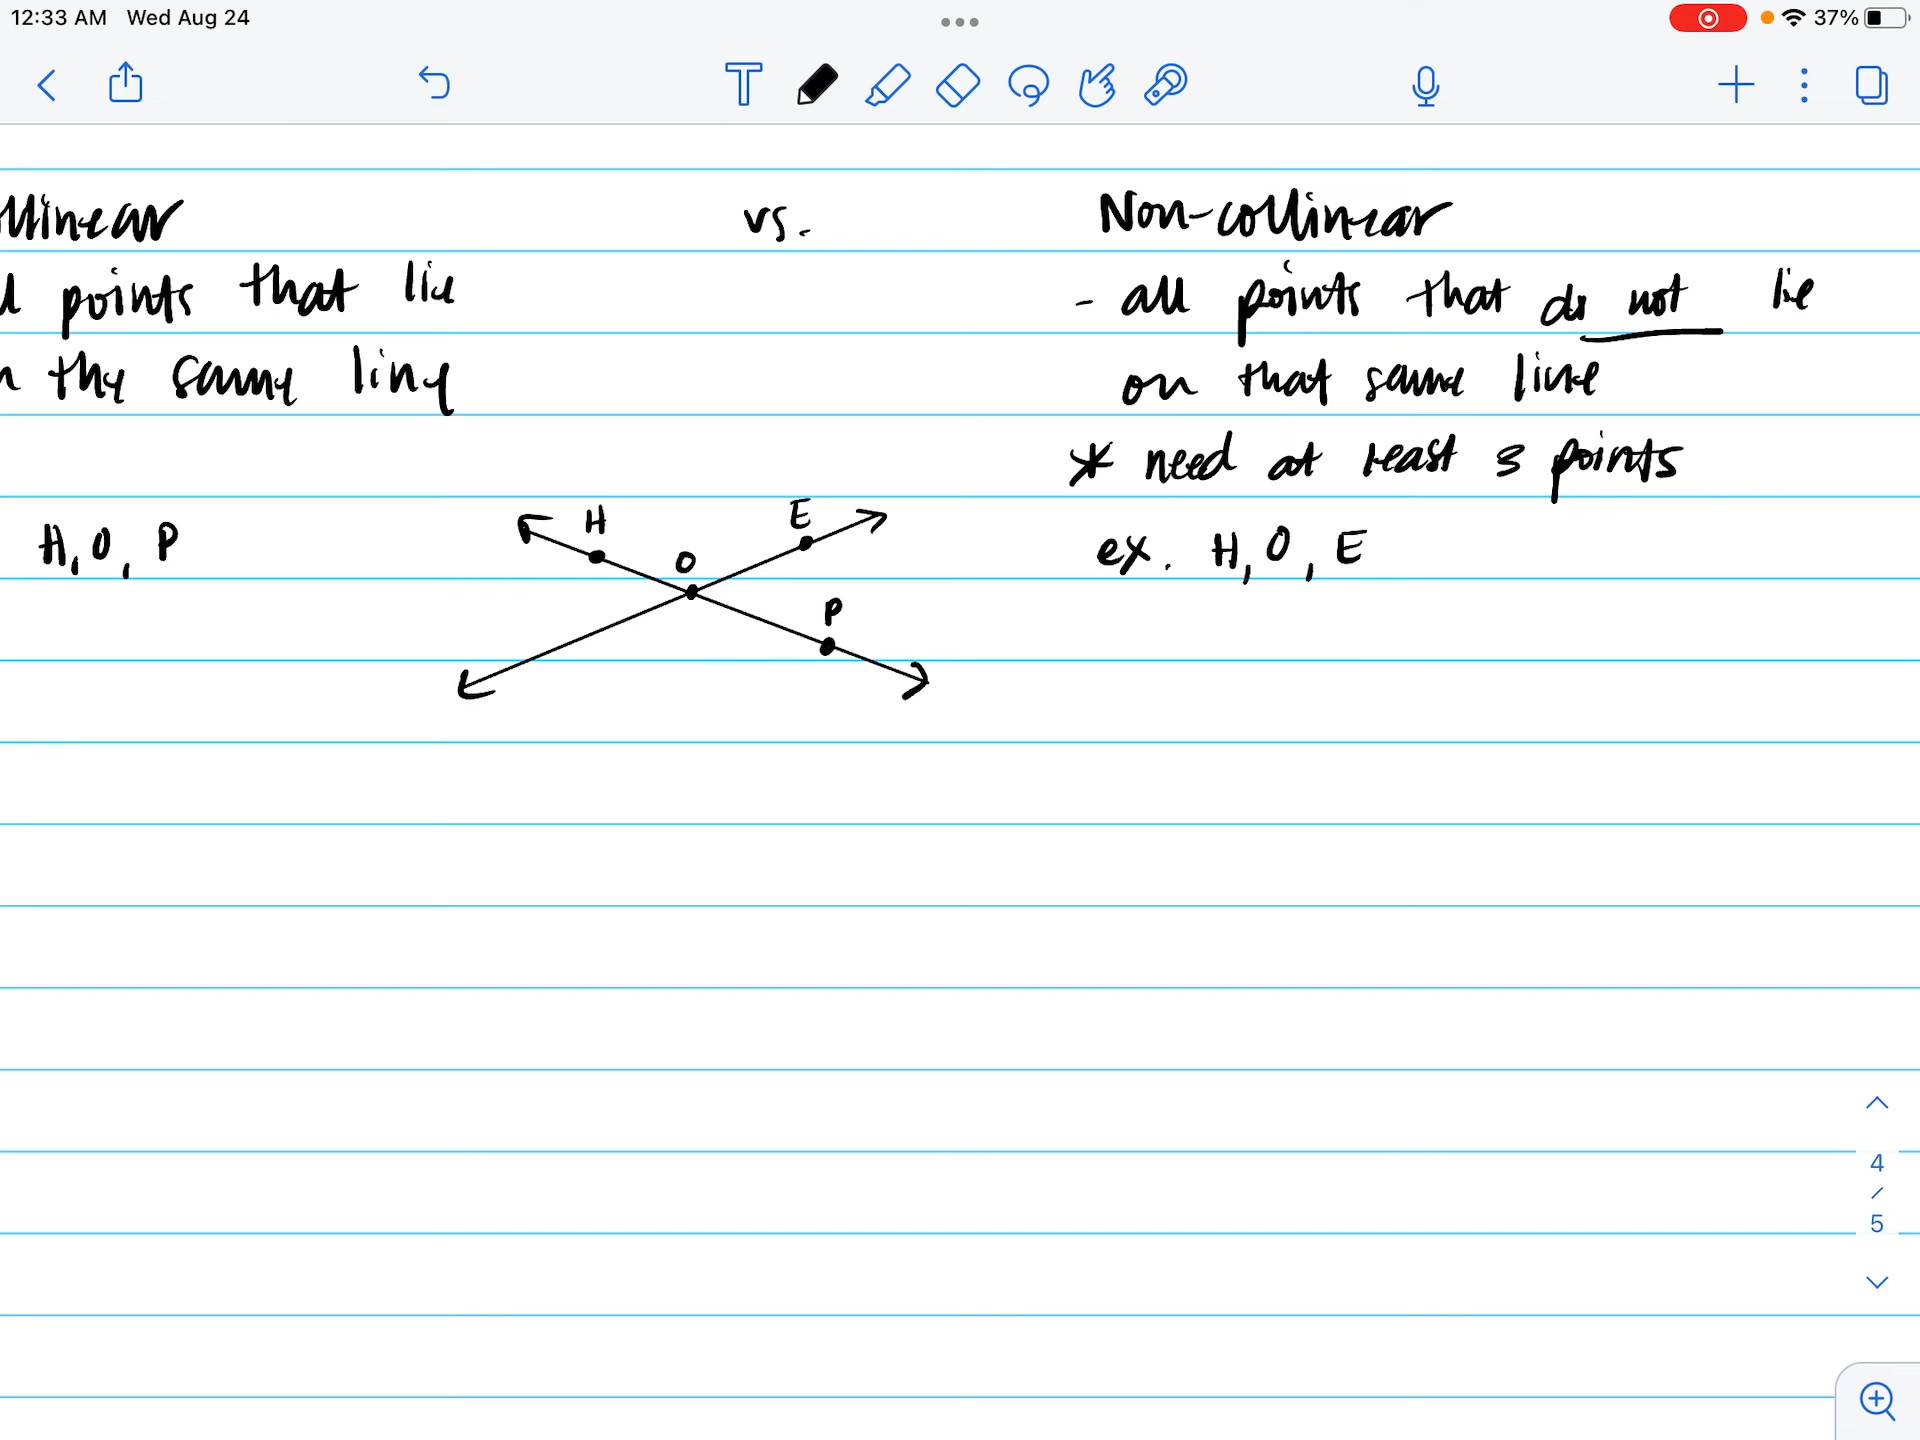 12:33 AM Wed Aug 24
37%
ollinear vs. Non-collinear
l points that lie
- all points that do not lie
n the same line
on that same line
* need at least 3 points
H, O, P
ex. H, O, E
H
E
O
P
4
/
5